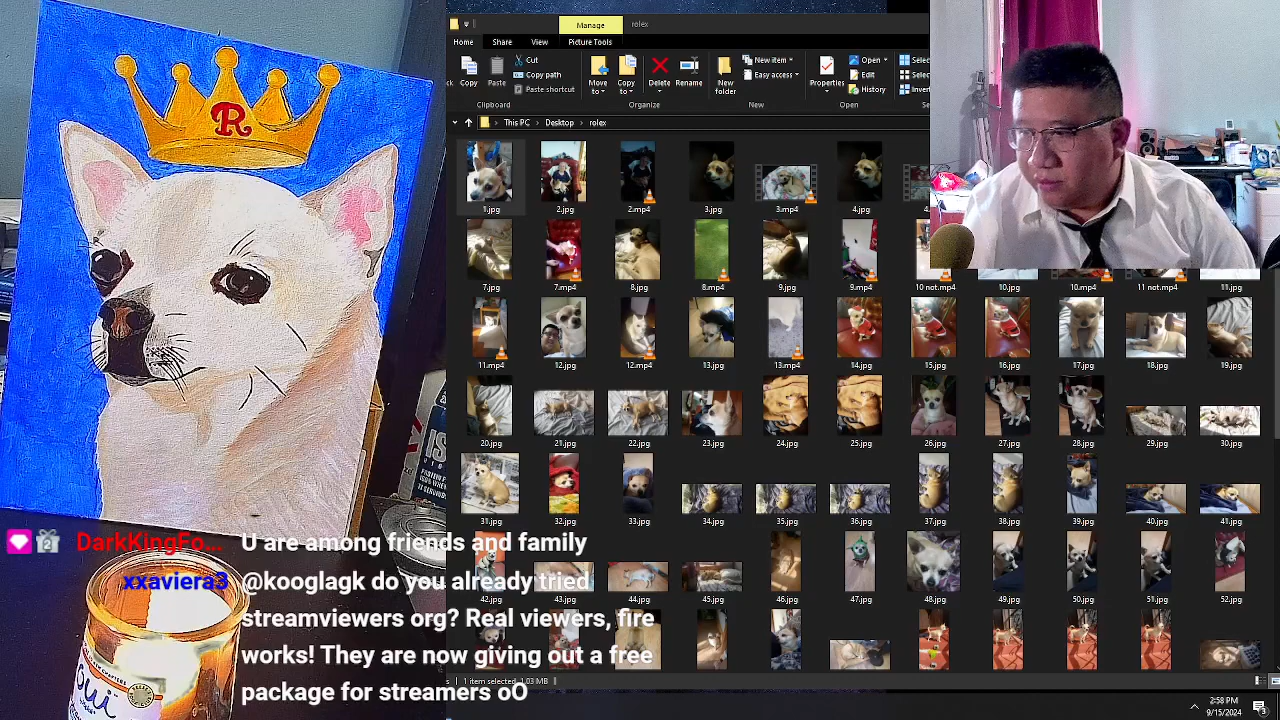 Manage
rolex
Home
Share
View
Picture Tools
Copy
Paste
Cut
Copy path
Paste shortcut
Move to
Copy to
Delete
Rename
New folder
New item
Easy access
Properties
Open
Edit
History
Clipboard
Organize
New
Open
This PC > Desktop > rolex
R
1.jpg
2.jpg
2.mp4
3.jpg
3.mp4
4.jpg
7.jpg
7.mp4
8.jpg
8.mp4
9.jpg
9.mp4
10 not.mp4
10.jpg
10.mp4
11 not.mp4
11.jpg
11.mp4
12.jpg
12.mp4
13.jpg
13.mp4
14.jpg
15.jpg
16.jpg
17.jpg
18.jpg
19.jpg
20.jpg
21.jpg
22.jpg
23.jpg
24.jpg
25.jpg
26.jpg
27.jpg
28.jpg
29.jpg
30.jpg
31.jpg
32.jpg
33.jpg
34.jpg
35.jpg
36.jpg
37.jpg
38.jpg
39.jpg
40.jpg
41.jpg
42.jpg
43.jpg
44.jpg
45.jpg
46.jpg
47.jpg
48.jpg
49.jpg
50.jpg
51.jpg
52.jpg
DarkKingFo... U are among friends and family
xxaviera3 @kooglagk do you already tried
streamviewers org? Real viewers, fire
works! They are now giving out a free
package for streamers oO
1 item selected 1.03 MB
2:58 PM
9/15/2024